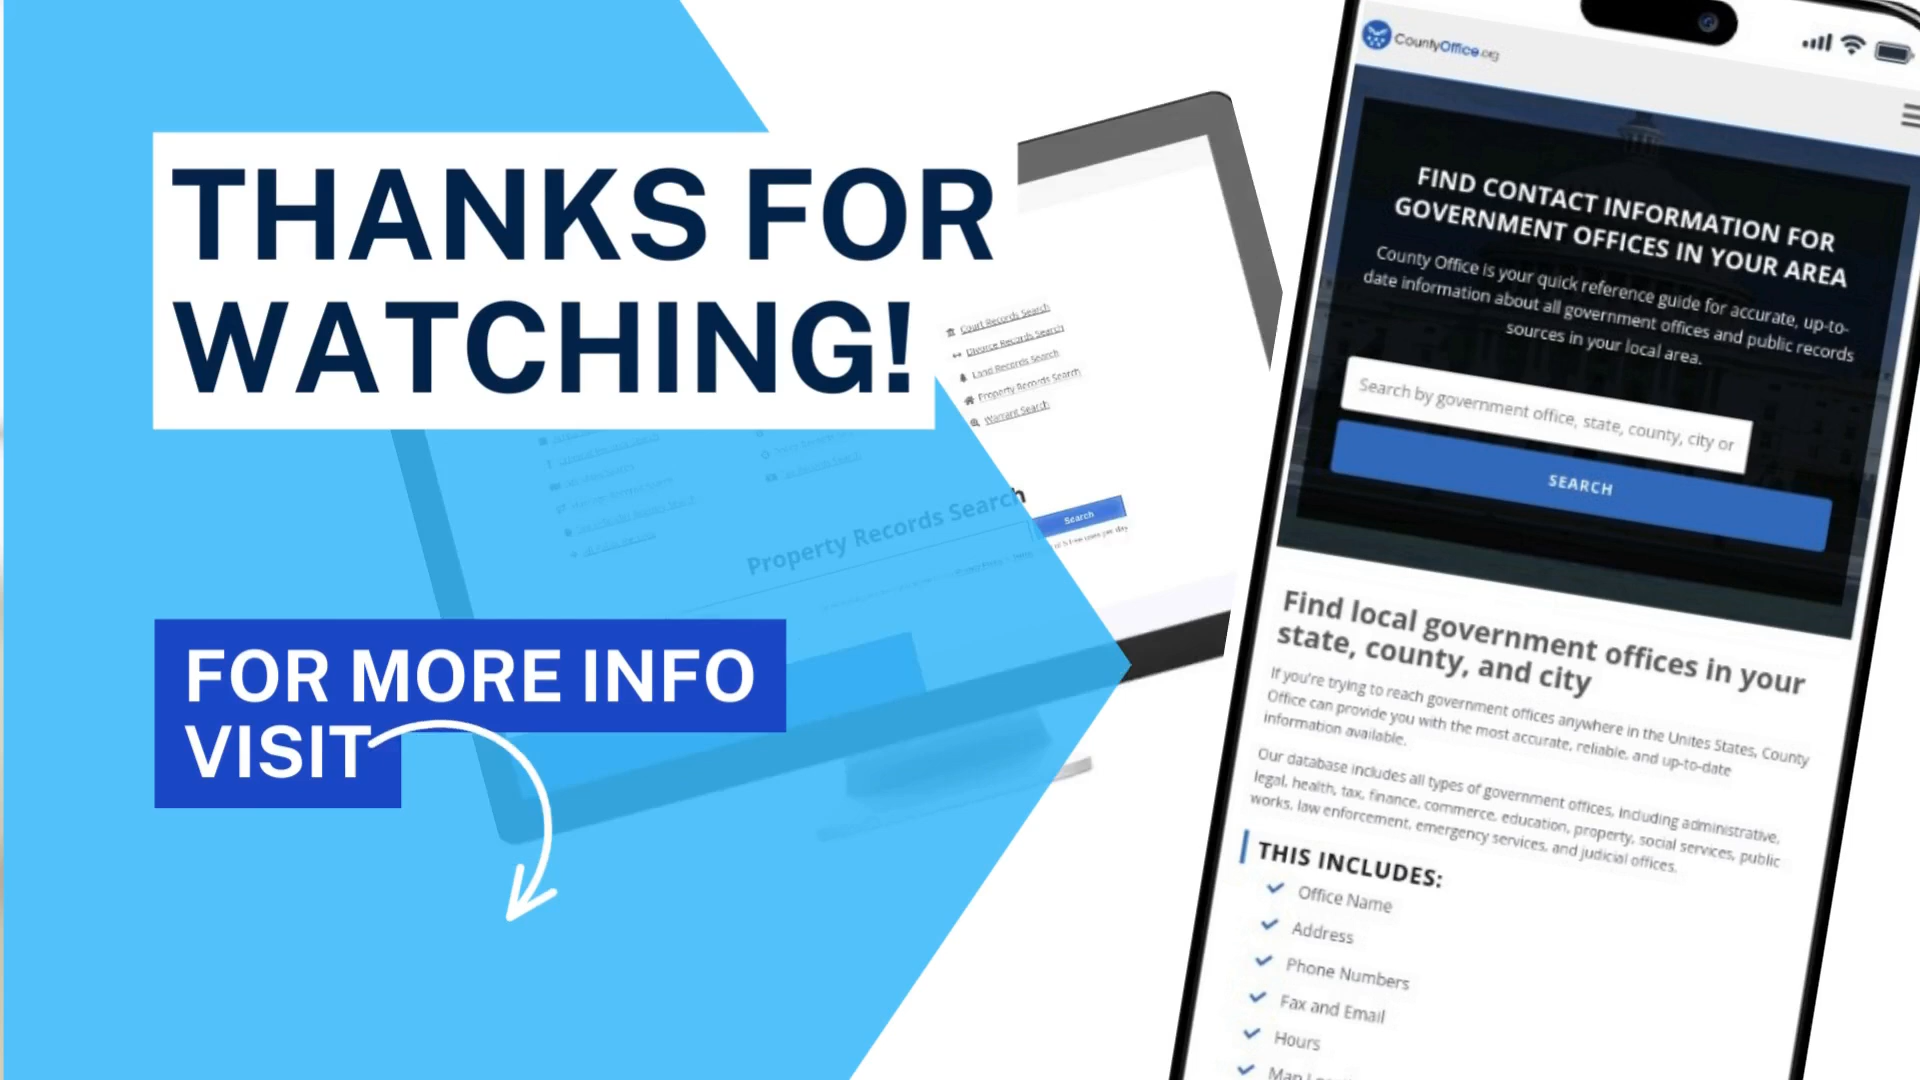 THANKS FOR
WATCHING!
FOR MORE INFO
VISIT
Court Records Search
Divorce Records Search
Land Records Search
Property Records Search
Warrant Search
Property Records Search
Search
of 5 free uses per day
CountyOffice.org
FIND CONTACT INFORMATION FOR
GOVERNMENT OFFICES IN YOUR AREA
County Office is your quick reference guide for accurate, up-to-
date information about all government offices and public records
sources in your local area.
Search by government office, state, county, city or
SEARCH
Find local government offices in your
state, county, and city
If you're trying to reach government offices anywhere in the Unites States, County
Office can provide you with the most accurate, reliable, and up-to-date
information available.
Our database includes all types of government offices, including administrative,
legal, health, tax, finance, commerce, education, property, social services, public
works, law enforcement, emergency services, and judicial offices.
THIS INCLUDES:
Office Name
Address
Phone Numbers
Fax and Email
Hours